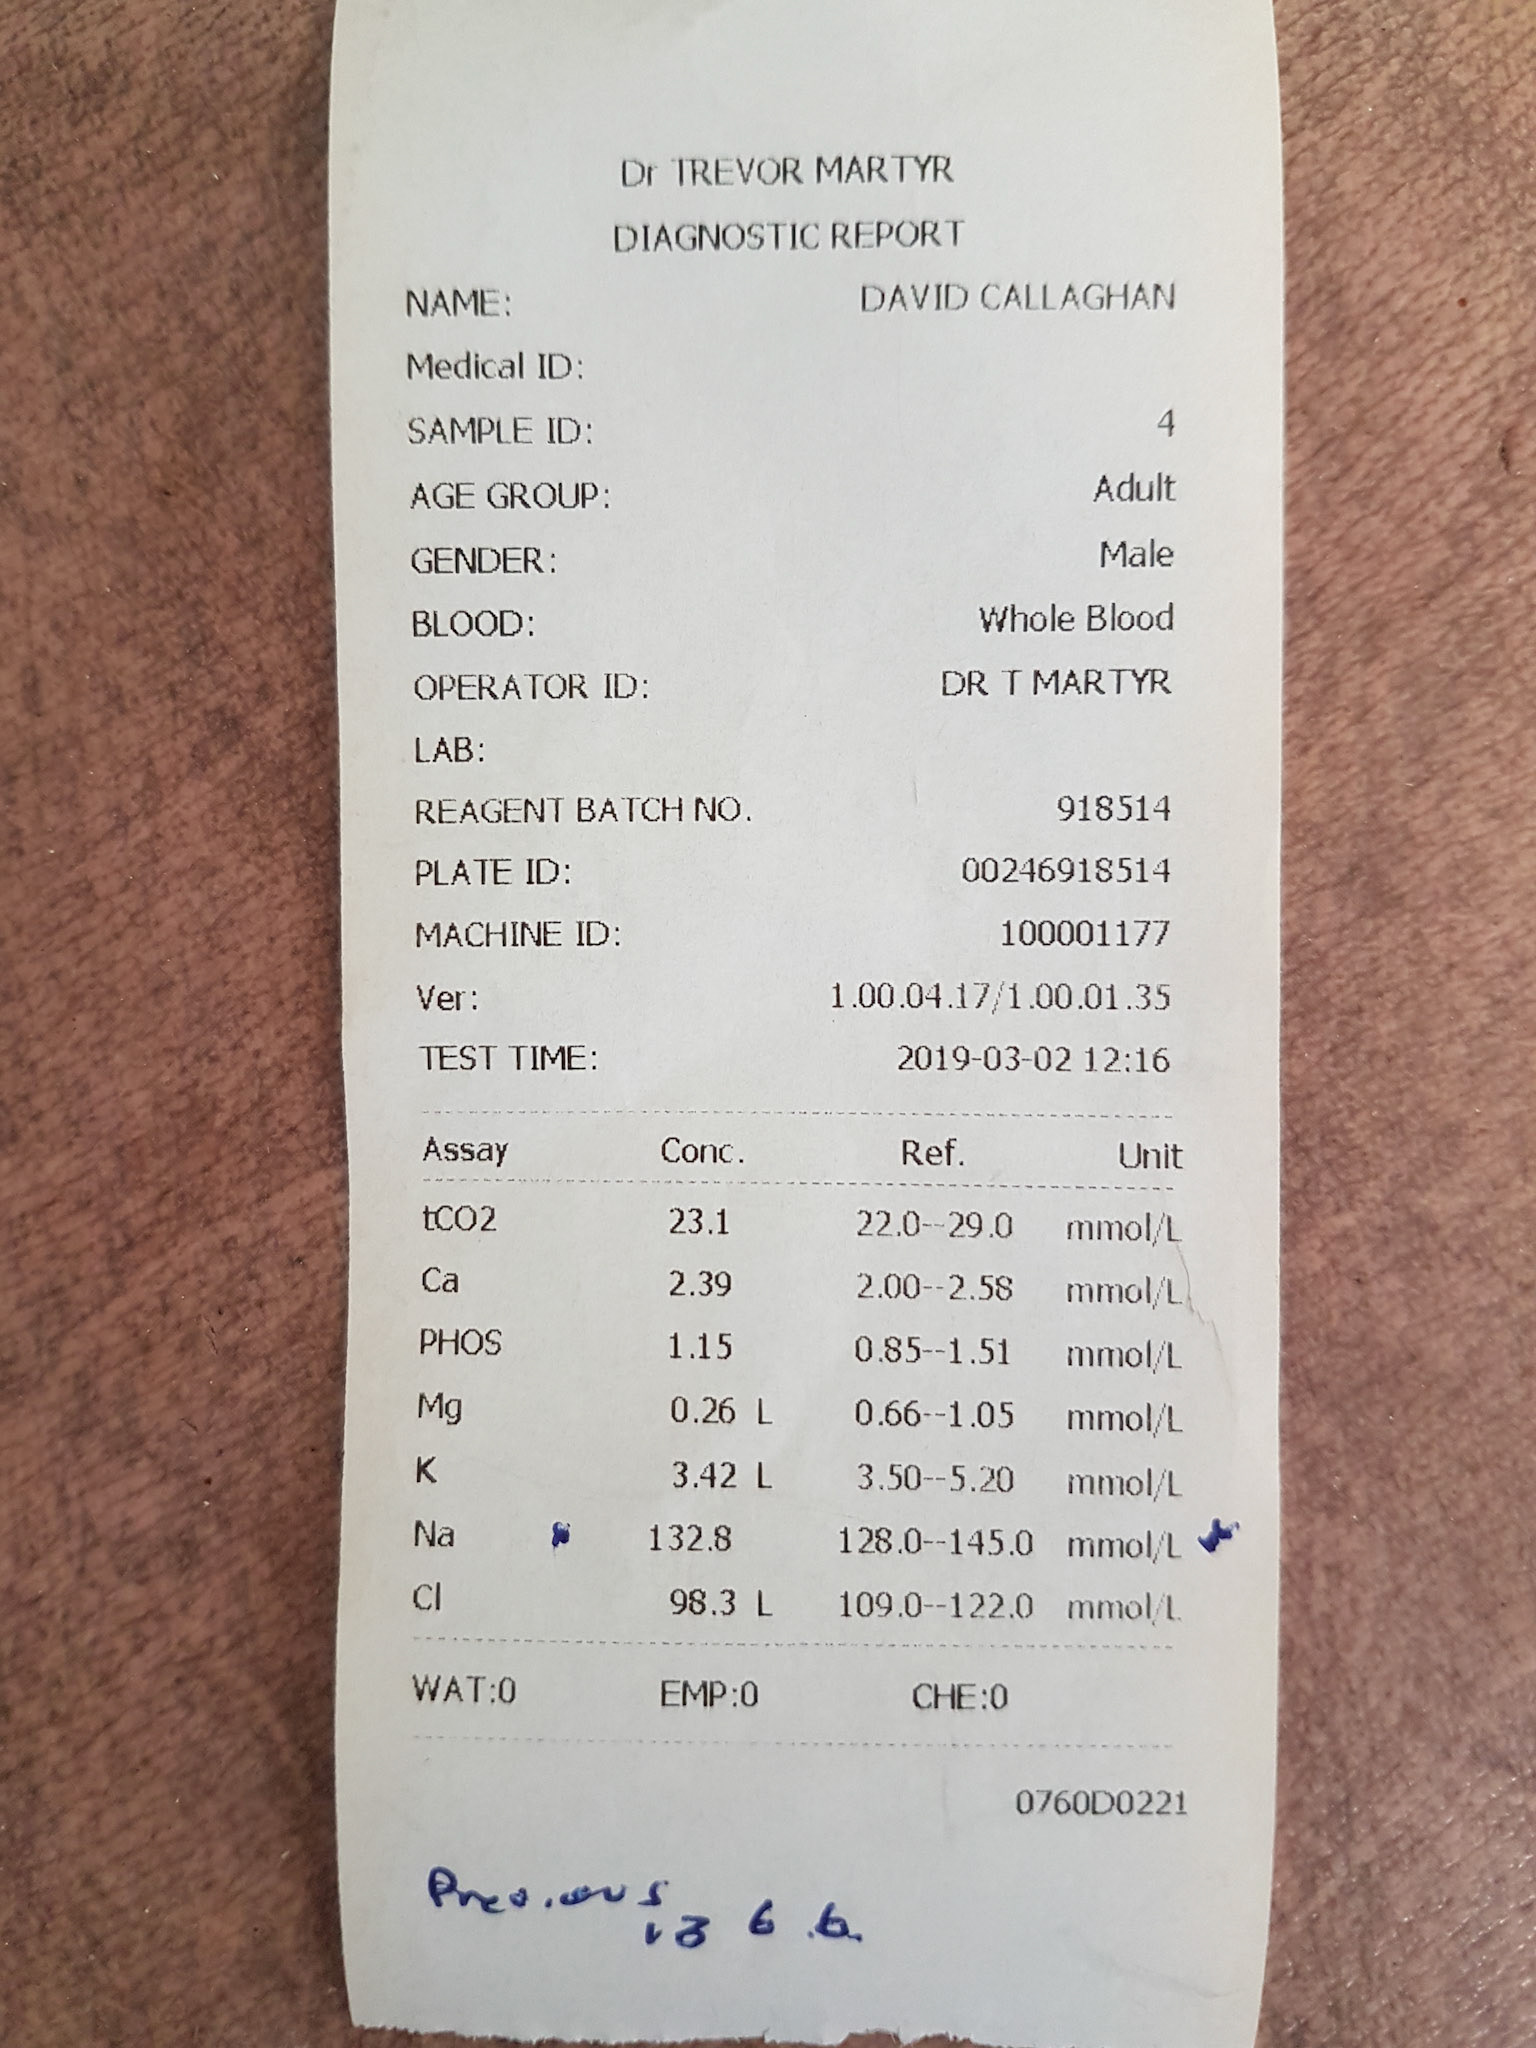 Dr TREVOR MARTYR
DIAGNOSTIC REPORT
NAME: DAVID CALLAGHAN
Medical ID:
SAMPLE ID: 4
AGE GROUP: Adult
GENDER: Male
BLOOD: Whole Blood
OPERATOR ID: DR T MARTYR
LAB:
REAGENT BATCH NO. 918514
PLATE ID: 00246918514
MACHINE ID: 100001177
Ver: 1.00.04.17/1.00.01.35
TEST TIME: 2019-03-02 12:16
Assay Conc. Ref. Unit
tCO2 23.1 22.0--29.0 mmol/L
Ca 2.39 2.00--2.58 mmol/L
PHOS 1.15 0.85--1.51 mmol/L
Mg 0.26 L 0.66--1.05 mmol/L
K 3.42 L 3.50--5.20 mmol/L
Na 132.8 128.0--145.0 mmol/L
Cl 98.3 L 109.0--122.0 mmol/L
WAT:0 EMP:0 CHE:0
0760D0221
Previous
136.6.